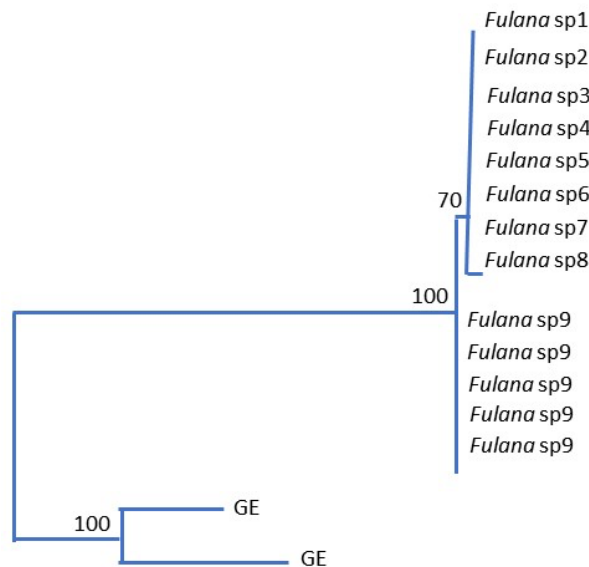 Fulana sp1
Fulana sp2
Fulana sp3
Fulana sp4
Fulana sp5
Fulana sp6
70
Fulana sp7
Fulana sp8
100
Fulana sp9
Fulana sp9
Fulana sp9
Fulana sp9
Fulana sp9
GE
100
GE